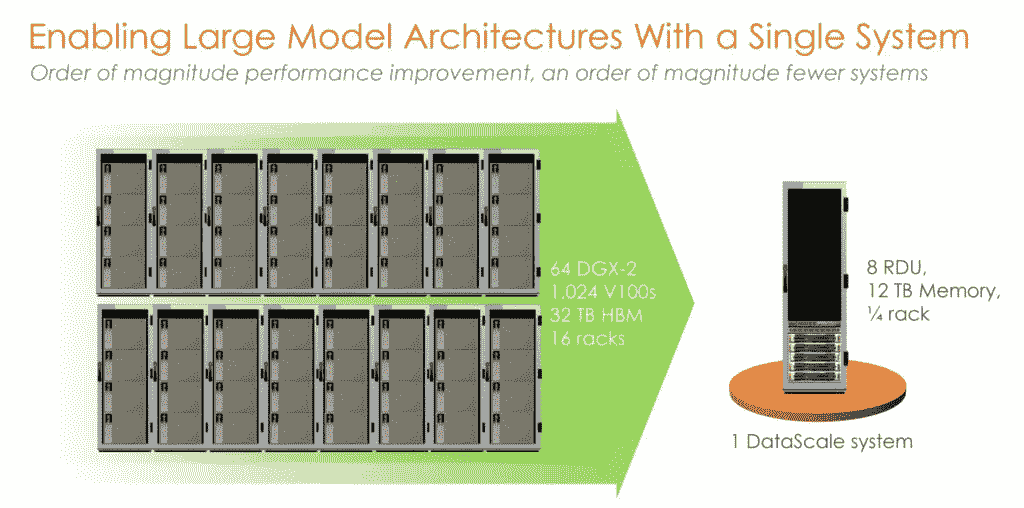 Enabling Large Model Architectures With a Single System
Order of magnitude performance improvement, an order of magnitude fewer systems
64 DGX-2
1,024 V100s
32 TB HBM
16 racks
8 RDU,
12 TB Memory,
¼ rack
1 DataScale system